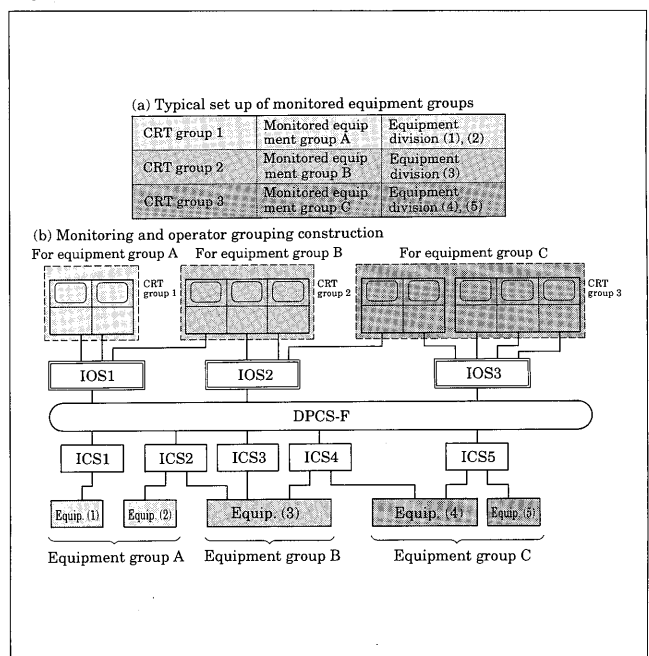 (a) Typical set up of monitored equipment groups
CRT group 1
Monitored equip
ment group A
Equipment
division (1), (2)
CRT group 2
Monitored equip
ment group B
Equipment
division (3)
CRT group 3
Monitored equip
ment group C
Equipment
division (4), (5)
(b) Monitoring and operator grouping construction
For equipment group A
For equipment group B
For equipment group C
CRT
group 1
CRT
group 2
CRT
group 3
IOS1
IOS2
IOS3
DPCS-F
ICS1
ICS2
ICS3
ICS4
ICS5
Equip. (1)
Equip. (2)
Equip. (3)
Equip. (4)
Equip. (5)
Equipment group A
Equipment group B
Equipment group C